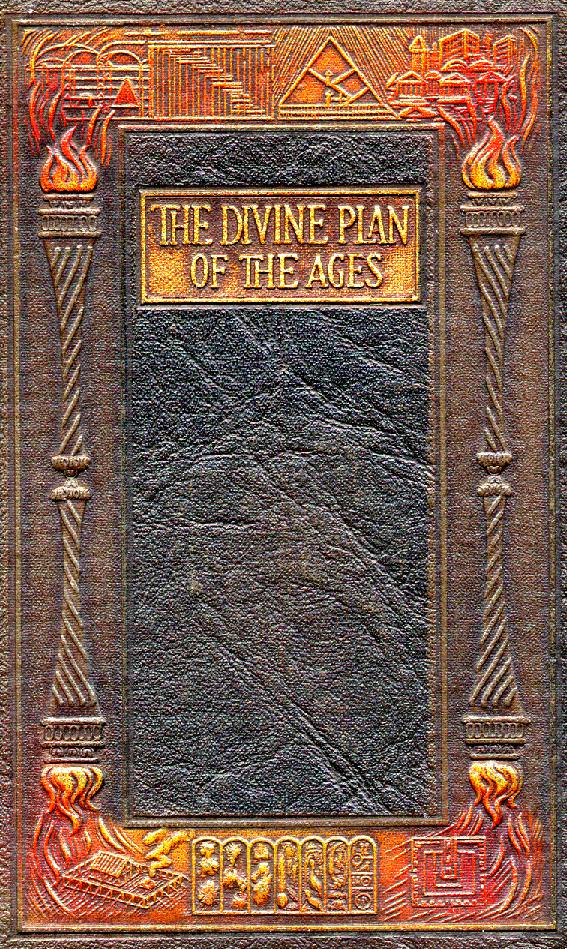 THE DIVINE PLAN
OF THE AGES